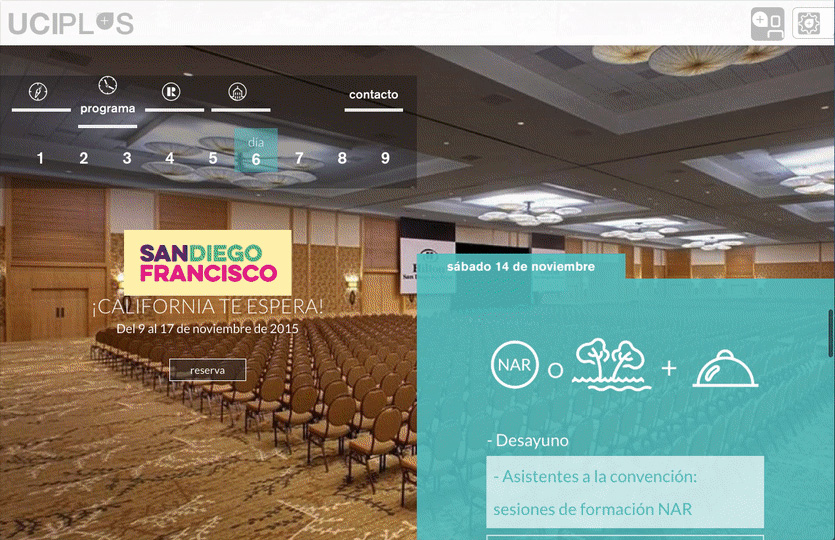 UCIPLUS
programa
contacto
día
1 2 3 4 5 6 7 8 9
SANDIEGO
FRANCISCO
¡CALIFORNIA TE ESPERA!
Del 9 al 17 de noviembre de 2015
reserva
Hilton
sábado 14 de noviembre
NAR o +
- Desayuno
- Asistentes a la convención:
sesiones de formación NAR